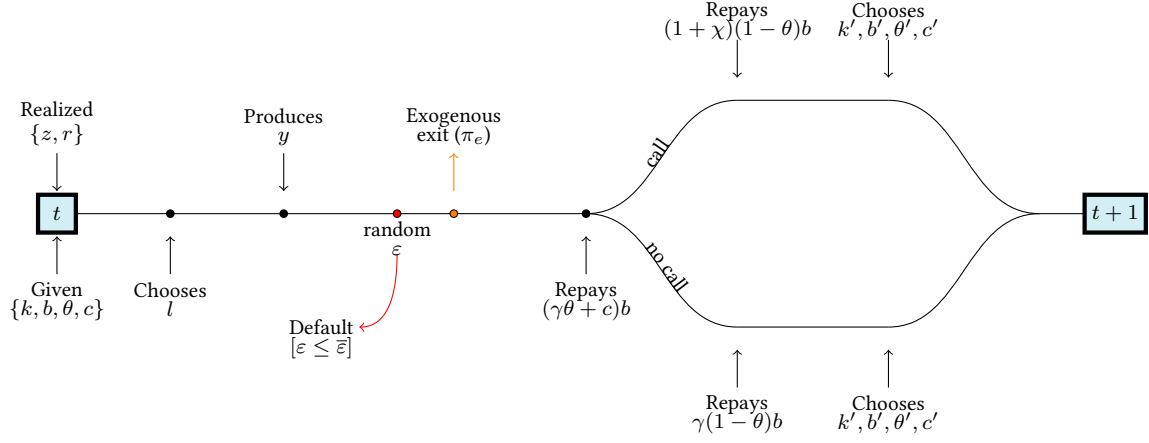 Repays
(1 + χ)(1 − θ)b
Chooses
k′, b′, θ′, c′
Realized
{z, r}
Produces
y
Exogenous
exit (πₑ)
call
t
t + 1
random
ε
no call
Given
{k, b, θ, c}
Chooses
l
Repays
(γθ + c)b
Default
[ε ≤ ε̅]
Repays
γ(1 − θ)b
Chooses
k′, b′, θ′, c′